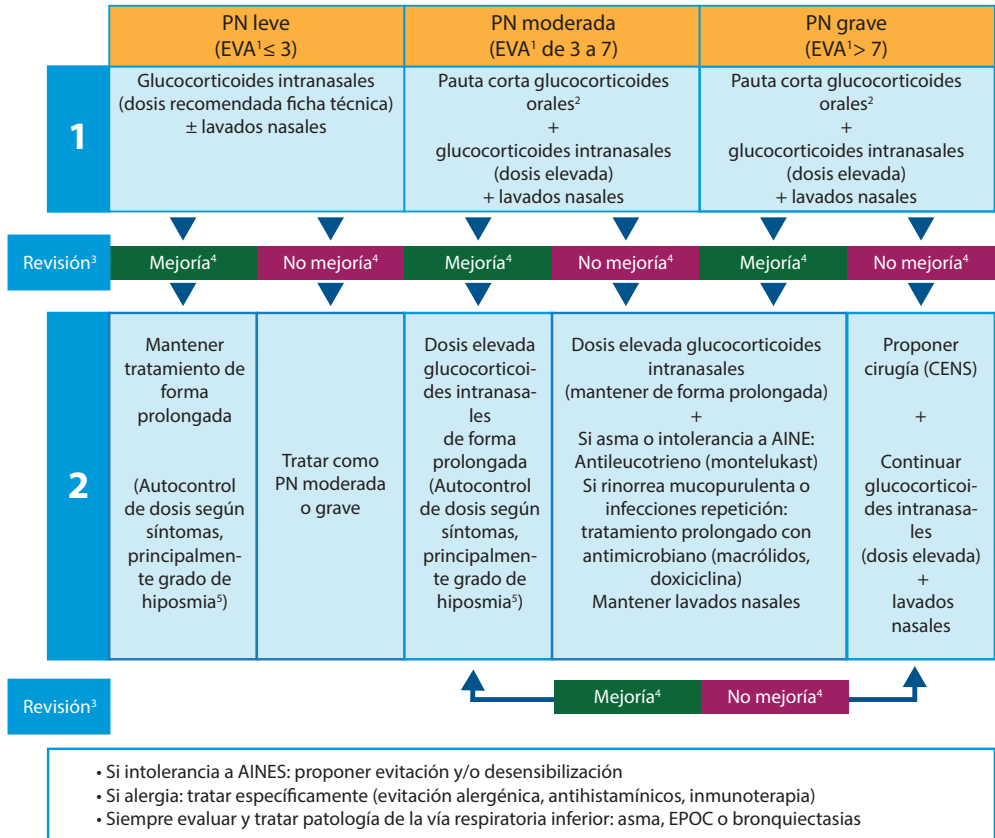 PN leve
(EVA¹≤ 3)
PN moderada
(EVA¹ de 3 a 7)
PN grave
(EVA¹> 7)
1
Glucocorticoides intranasales
(dosis recomendada ficha técnica)
± lavados nasales
Pauta corta glucocorticoides
orales²
+
glucocorticoides intranasales
(dosis elevada)
+ lavados nasales
Pauta corta glucocorticoides
orales²
+
glucocorticoides intranasales
(dosis elevada)
+ lavados nasales
Revisión³
Mejoría⁴
No mejoría⁴
Mejoría⁴
No mejoría⁴
Mejoría⁴
No mejoría⁴
2
Mantener
tratamiento de
forma
prolongada
(Autocontrol
de dosis según
síntomas,
principalmen-
te grado de
hiposmia⁵)
Tratar como
PN moderada
o grave
Dosis elevada
glucocorticoi-
des intranasa-
les
de forma
prolongada
(Autocontrol
de dosis según
síntomas,
principalmen-
te grado de
hiposmia⁵)
Dosis elevada glucocorticoides
intranasales
(mantener de forma prolongada)
+
Si asma o intolerancia a AINE:
Antileucotrieno (montelukast)
Si rinorrea mucopurulenta o
infecciones repetición:
tratamiento prolongado con
antimicrobiano (macrólidos,
doxiciclina)
Mantener lavados nasales
Proponer
cirugía (CENS)
+
Continuar
glucocorticoi-
des intranasa-
les
(dosis elevada)
+
lavados
nasales
Revisión³
Mejoría⁴
No mejoría⁴
• Si intolerancia a AINES: proponer evitación y/o desensibilización
• Si alergia: tratar específicamente (evitación alergénica, antihistamínicos, inmunoterapia)
• Siempre evaluar y tratar patología de la vía respiratoria inferior: asma, EPOC o bronquiectasias